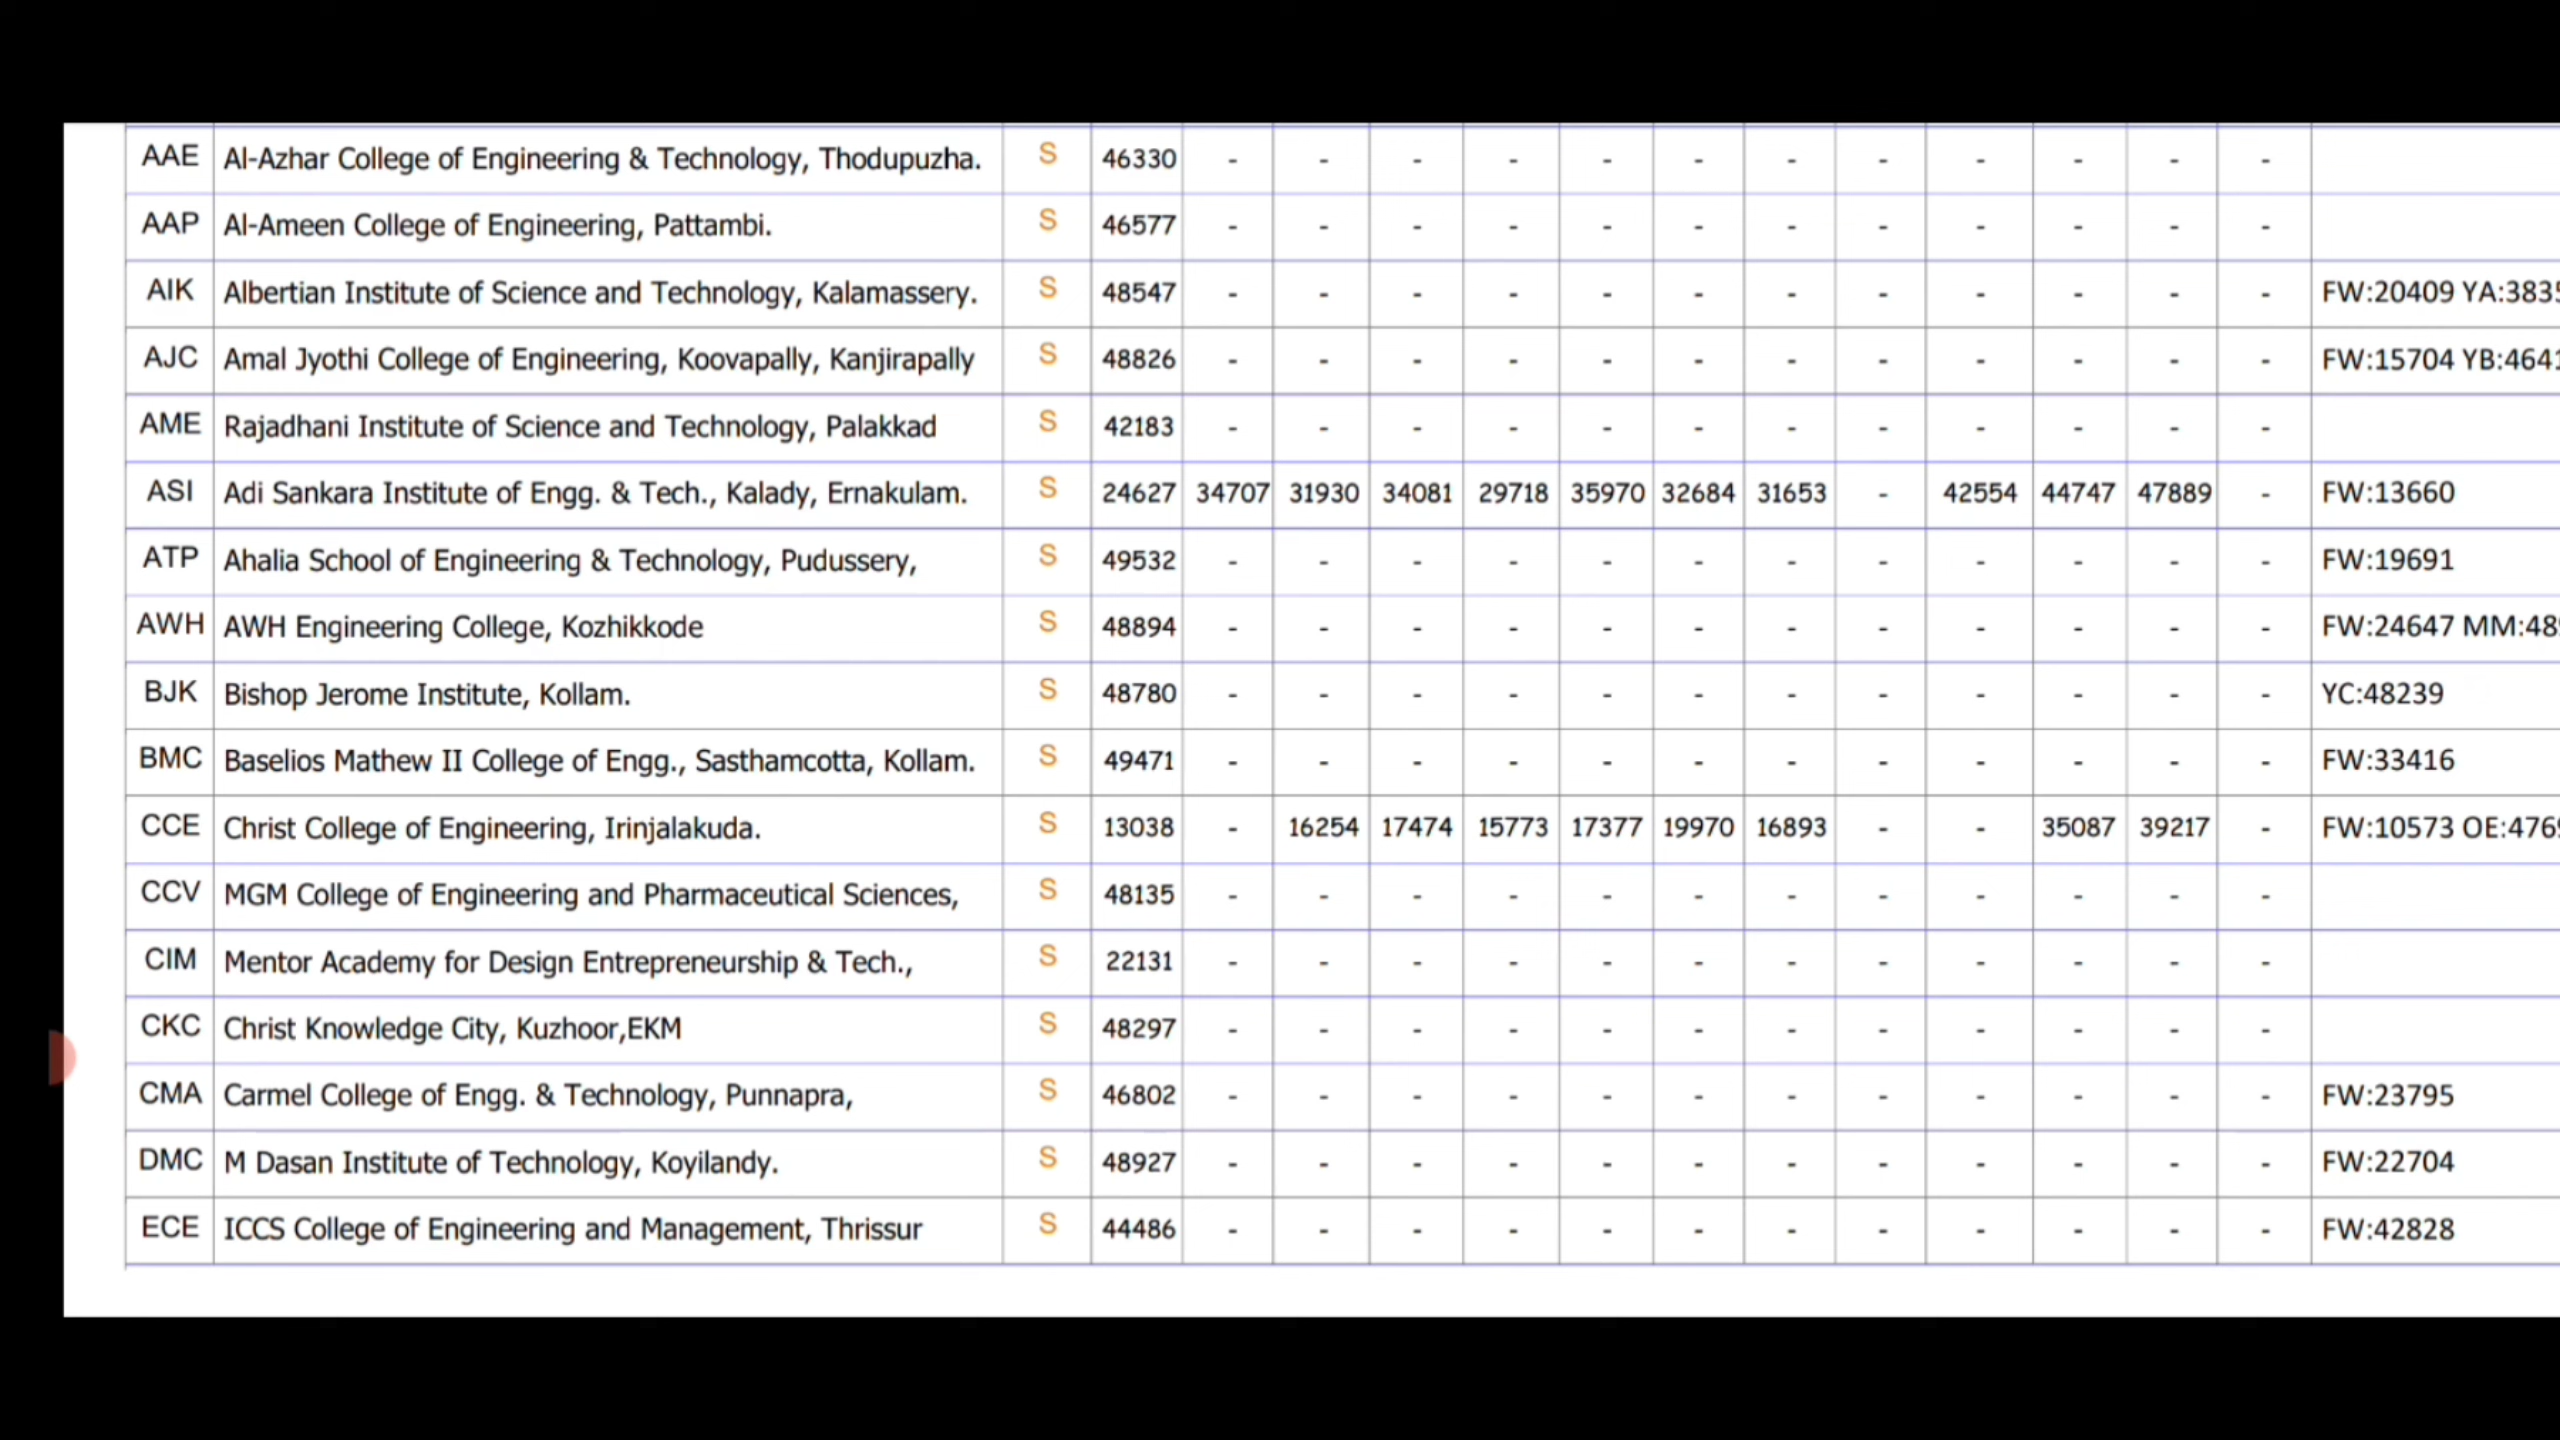 AAE Al-Azhar College of Engineering & Technology, Thodupuzha. S 46330 - - - - - - - - - - - -
AAP Al-Ameen College of Engineering, Pattambi. S 46577 - - - - - - - - - - - -
AIK Albertian Institute of Science and Technology, Kalamassery. S 48547 - - - - - - - - - - - - FW:20409 YA:3835
AJC Amal Jyothi College of Engineering, Koovapally, Kanjirapally S 48826 - - - - - - - - - - - - FW:15704 YB:4641
AME Rajadhani Institute of Science and Technology, Palakkad S 42183 - - - - - - - - - - - -
ASI Adi Sankara Institute of Engg. & Tech., Kalady, Ernakulam. S 24627 34707 31930 34081 29718 35970 32684 31653 - 42554 44747 47889 - FW:13660
ATP Ahalia School of Engineering & Technology, Pudussery, S 49532 - - - - - - - - - - - - FW:19691
AWH AWH Engineering College, Kozhikkode S 48894 - - - - - - - - - - - - FW:24647 MM:489
BJK Bishop Jerome Institute, Kollam. S 48780 - - - - - - - - - - - - YC:48239
BMC Baselios Mathew II College of Engg., Sasthamcotta, Kollam. S 49471 - - - - - - - - - - - - FW:33416
CCE Christ College of Engineering, Irinjalakuda. S 13038 - 16254 17474 15773 17377 19970 16893 - - 35087 39217 - FW:10573 OE:4769
CCV MGM College of Engineering and Pharmaceutical Sciences, S 48135 - - - - - - - - - - - -
CIM Mentor Academy for Design Entrepreneurship & Tech., S 22131 - - - - - - - - - - - -
CKC Christ Knowledge City, Kuzhoor,EKM S 48297 - - - - - - - - - - - -
CMA Carmel College of Engg. & Technology, Punnapra, S 46802 - - - - - - - - - - - - FW:23795
DMC M Dasan Institute of Technology, Koyilandy. S 48927 - - - - - - - - - - - - FW:22704
ECE ICCS College of Engineering and Management, Thrissur S 44486 - - - - - - - - - - - - FW:42828